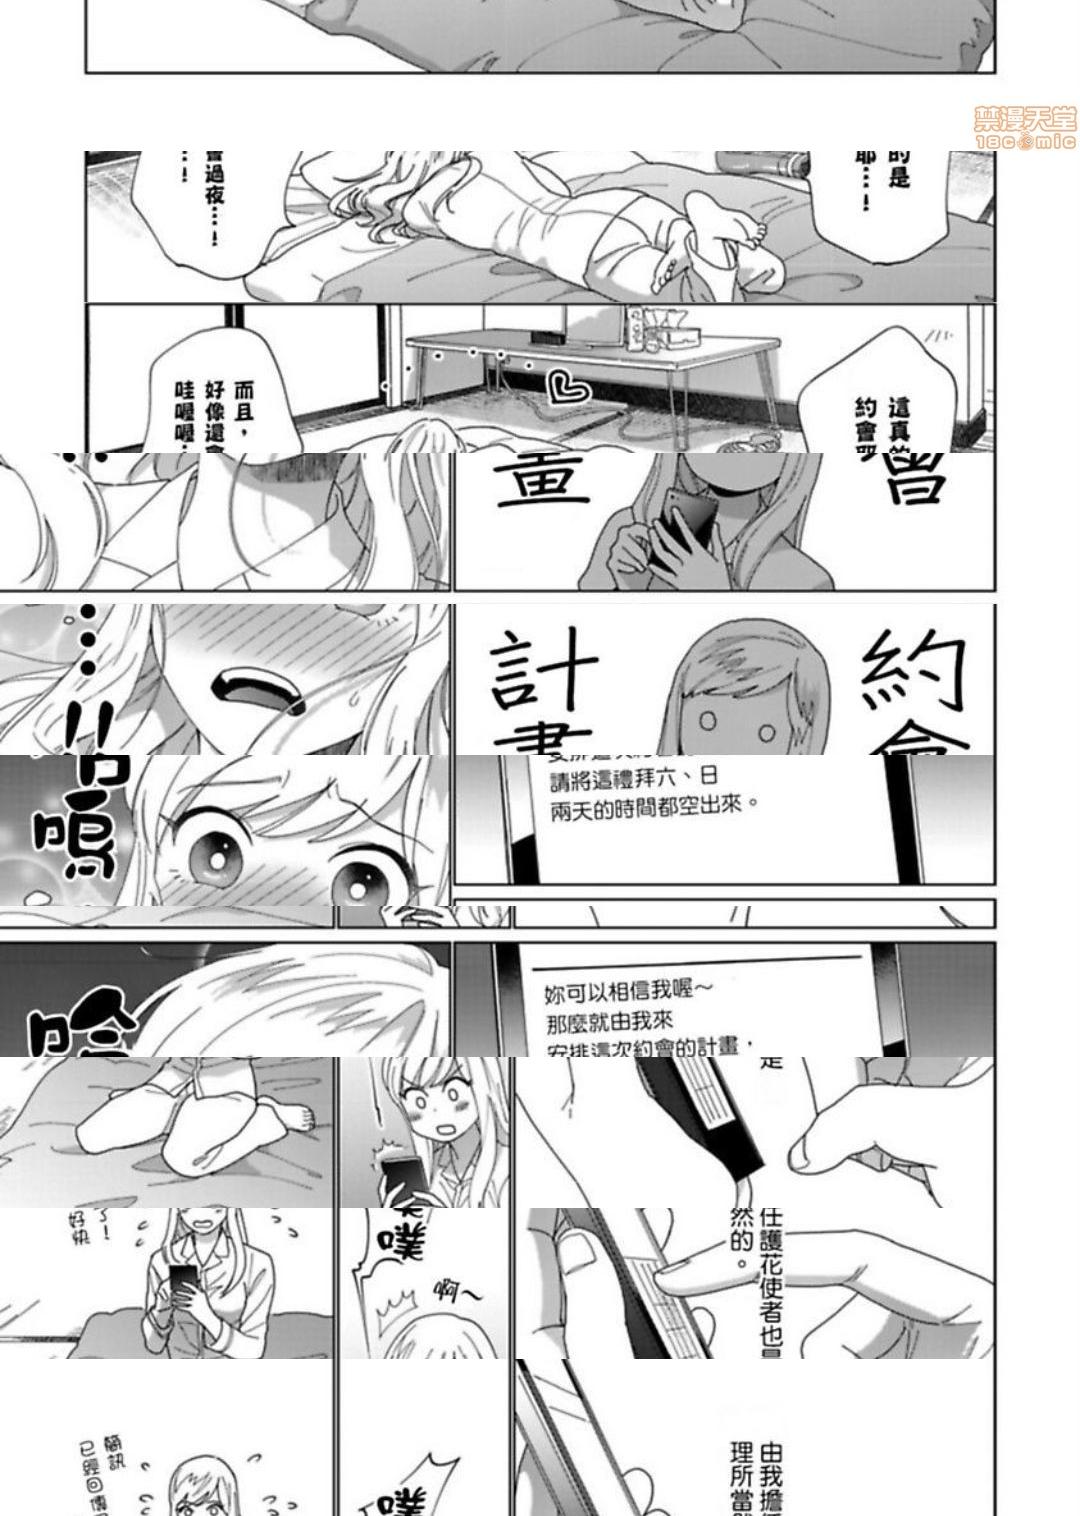 禁漫天堂
18comic
由我擔任護花使者也是
理所當然的。
噗
噗
啊～
簡訊
已經回傳了！
好快
妳可以相信我喔～
那麼就由我來
安排這次約會的計畫，
請將這禮拜六、日
兩天的時間都空出來。
約會
計畫
這真的是
約會耶…！
而且，
好像還會過夜…！
哇喔喔…！